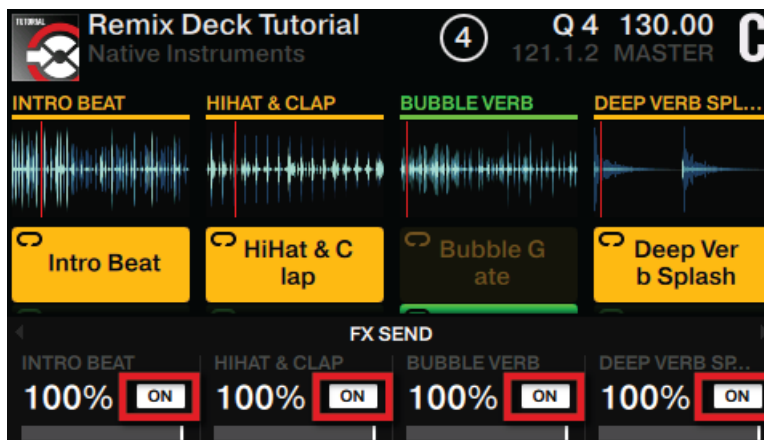 TUTORIAL
Remix Deck Tutorial
Native Instruments
4
Q 4 130.00
121.1.2 MASTER
C
INTRO BEAT HIHAT & CLAP BUBBLE VERB DEEP VERB SPL...
Intro Beat
HiHat & C
lap
Bubble G
ate
Deep Ver
b Splash
FX SEND
INTRO BEAT HIHAT & CLAP BUBBLE VERB DEEP VERB SP...
100% ON 100% ON 100% ON 100% ON